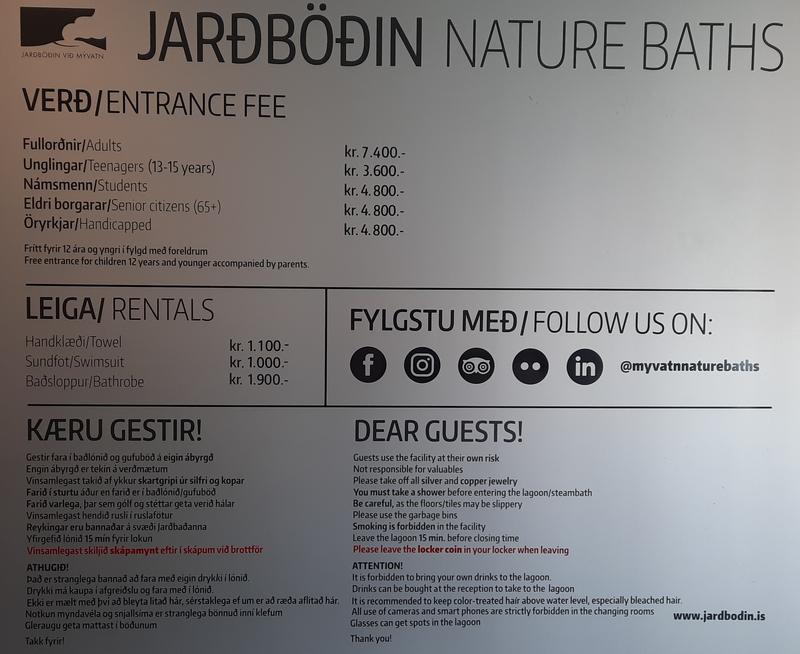 JARÐBÖÐIN VIÐ MÝVATN
JARÐBÖÐIN NATURE BATHS
VERÐ/ENTRANCE FEE
Fullorðnir/Adults kr. 7.400.-
Unglingar/Teenagers (13-15 years) kr. 3.600.-
Námsmenn/Students kr. 4.800.-
Eldri borgarar/Senior citizens (65+) kr. 4.800.-
Öryrkjar/Handicapped kr. 4.800.-
Frítt fyrir 12 ára og yngri í fylgd með foreldrum
Free entrance for children 12 years and younger accompanied by parents.
LEIGA/ RENTALS
Handklæði/Towel kr. 1.100.-
Sundföt/Swimsuit kr. 1.000.-
Baðsloppur/Bathrobe kr. 1.900.-
FYLGSTU MEÐ/FOLLOW US ON:
@myvatnnaturebaths
KÆRU GESTIR!
Gestir fara í baðlónið og gufuböð á eigin ábyrgð
Engin ábyrgð er tekin á verðmætum
Vinsamlegast takið af ykkur skartgripi úr silfri og kopar
Farið í sturtu áður en farið er í baðlónið/gufuböð
Farið varlega, þar sem gólf og stéttar geta verið hálar
Vinsamlegast hendið rusli í ruslafötur
Reykingar eru bannaðar á svæði Jarðbaðanna
Yfirgefið lónið 15 mín fyrir lokun
Vinsamlegast skiljið skápamynt eftir í skápum við brottför
ATHUGIÐ!
Það er stranglega bannað að fara með eigin drykki í lónið.
Drykki má kaupa í afgreiðslu og fara með í lónið.
Ekki er mælt með því að bleyta litað hár, sérstaklega ef um er að ræða aflitað hár.
Notkun myndavéla og snjallsíma er stranglega bönnuð inní klefum
Gleraugu geta mattast í böðunum
Takk fyrir!
DEAR GUESTS!
Guests use the facility at their own risk
Not responsible for valuables
Please take off all silver and copper jewelry
You must take a shower before entering the lagoon/steambath
Be careful, as the floors/tiles may be slippery
Please use the garbage bins
Smoking is forbidden in the facility
Leave the lagoon 15 min. before closing time
Please leave the locker coin in your locker when leaving
ATTENTION!
It is forbidden to bring your own drinks to the lagoon.
Drinks can be bought at the reception to take to the lagoon
It is recommended to keep color-treated hair above water level, especially bleached hair.
All use of cameras and smart phones are strictly forbidden in the changing rooms
Glasses can get spots in the lagoon
Thank you!
www.jardbodin.is